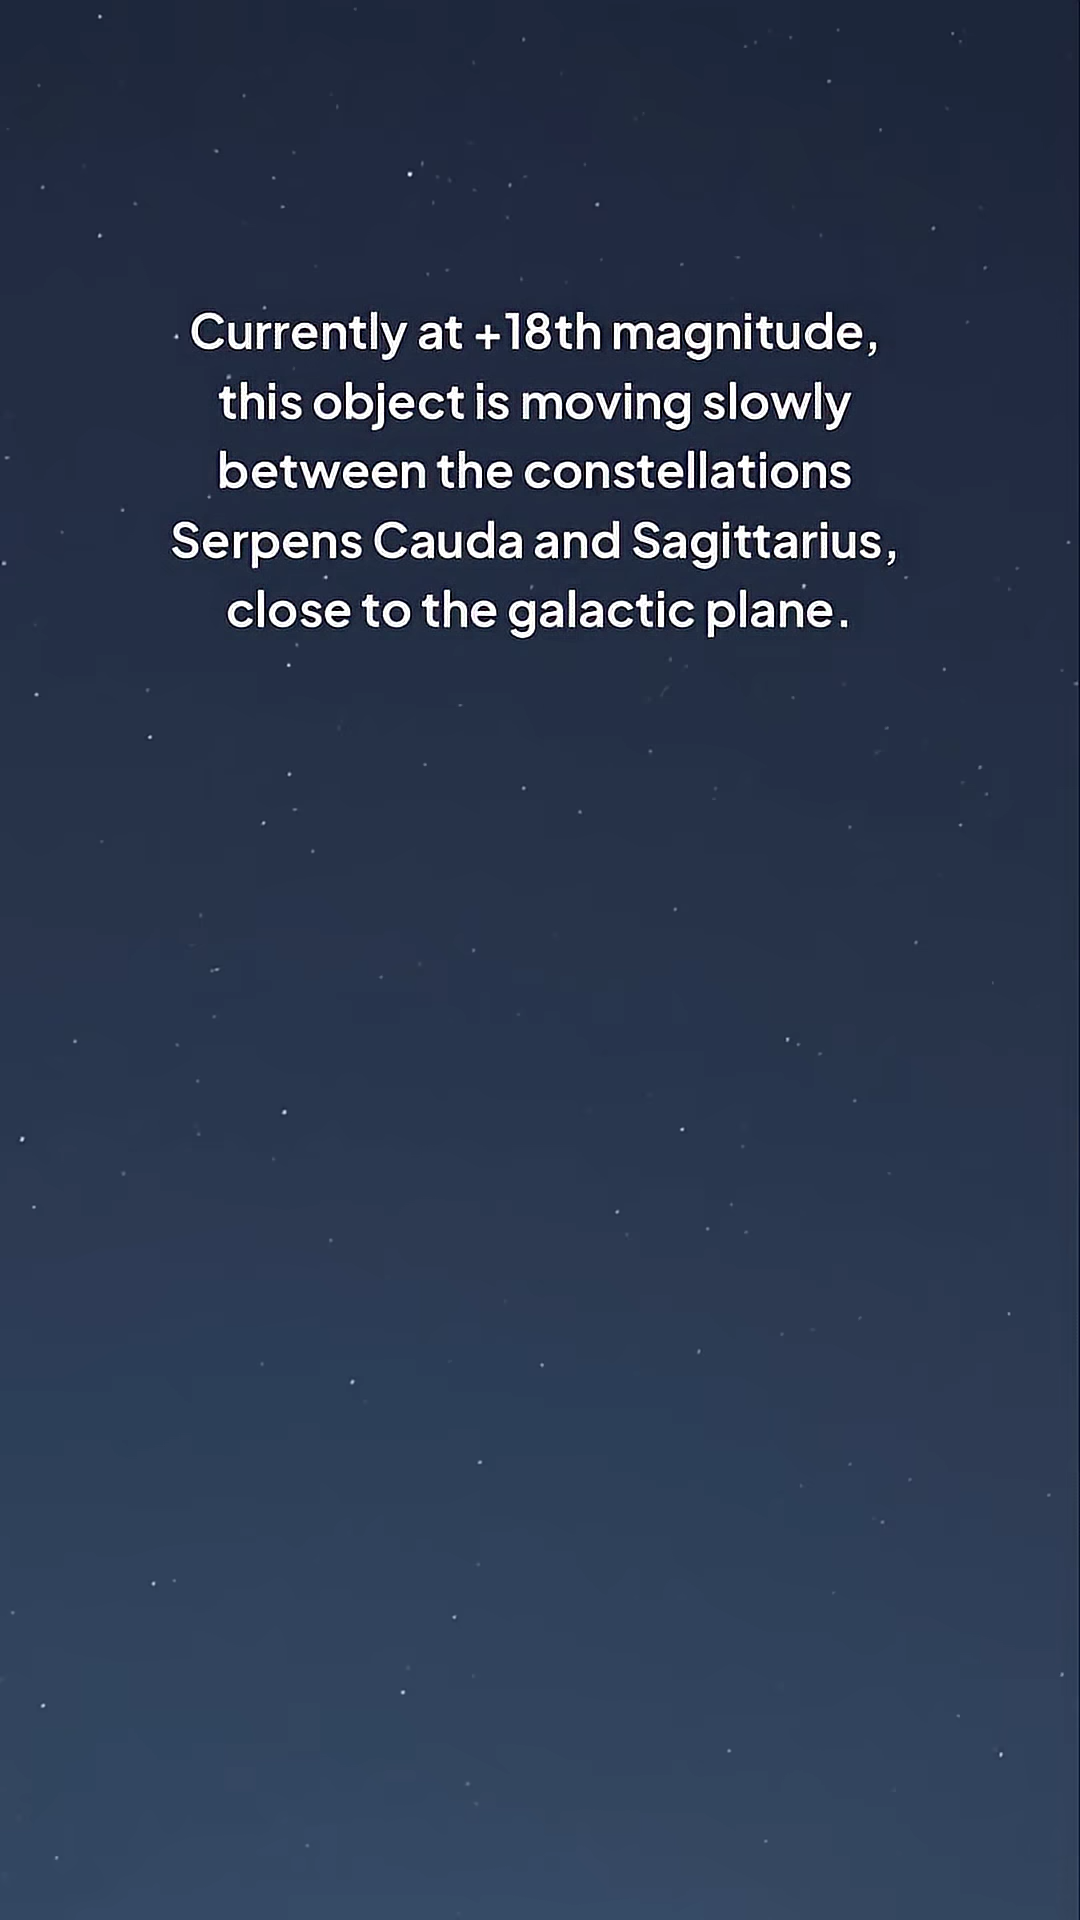 Currently at +18th magnitude,
this object is moving slowly
between the constellations
Serpens Cauda and Sagittarius,
close to the galactic plane.